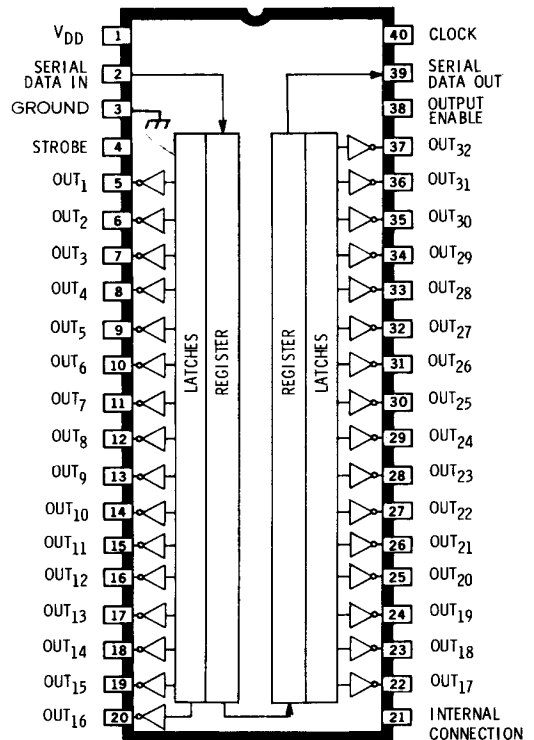 VDD 1
SERIAL
DATA IN 2
GROUND 3
STROBE 4
OUT1 5
OUT2 6
OUT3 7
OUT4 8
OUT5 9
OUT6 10
OUT7 11
OUT8 12
OUT9 13
OUT10 14
OUT11 15
OUT12 16
OUT13 17
OUT14 18
OUT15 19
OUT16 20
LATCHES
REGISTER
REGISTER
LATCHES
40 CLOCK
39 SERIAL
DATA OUT
38 OUTPUT
ENABLE
37 OUT32
36 OUT31
35 OUT30
34 OUT29
33 OUT28
32 OUT27
31 OUT26
30 OUT25
29 OUT24
28 OUT23
27 OUT22
26 OUT21
25 OUT20
24 OUT19
23 OUT18
22 OUT17
21 INTERNAL
CONNECTION